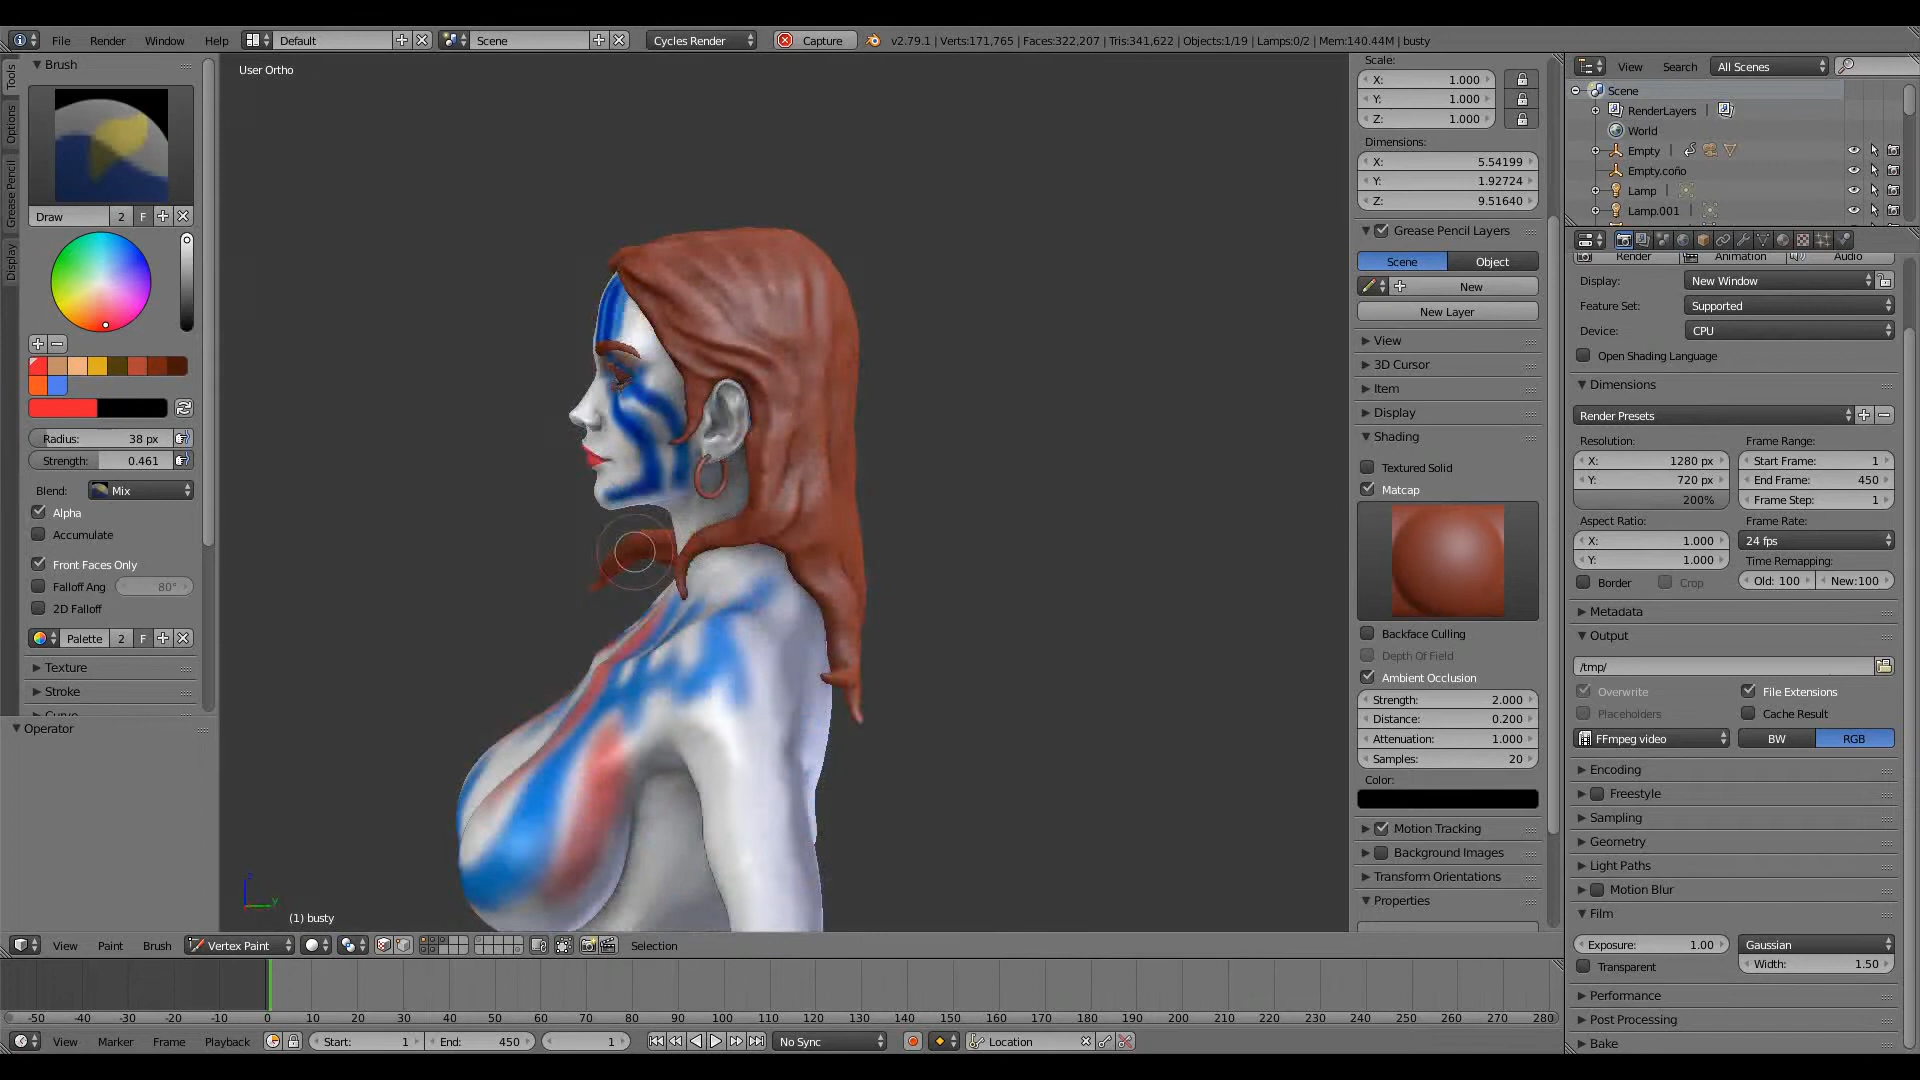 File Render Window Help Default Scene Cycles Render Capture v2.79.1 | Verts:171,765 | Faces:322,207 | Tris:341,622 | Objects:1/19 | Lamps:0/2 | Mem:140.44M | busty
Tools
Options
Grease Pencil
Display
Brush
Draw 2 F
Radius: 38 px
Strength: 0.461
Blend: Mix
Alpha
Accumulate
Front Faces Only
Falloff Ang 80°
2D Falloff
Palette 2 F
Texture
Stroke
Curve
Operator
User Ortho
(1) busty
z
y
Scale:
X: 1.000
Y: 1.000
Z: 1.000
Dimensions:
X: 5.54199
Y: 1.92724
Z: 9.51640
Grease Pencil Layers
Scene Object
New
New Layer
View
3D Cursor
Item
Display
Shading
Textured Solid
Matcap
Backface Culling
Depth Of Field
Ambient Occlusion
Strength: 2.000
Distance: 0.200
Attenuation: 1.000
Samples: 20
Color:
Motion Tracking
Background Images
Transform Orientations
Properties
View Search All Scenes
Scene
RenderLayers |
World
Empty |
Empty.coño
Lamp |
Lamp.001 |
Render Animation Audio
Display: New Window
Feature Set: Supported
Device: CPU
Open Shading Language
Dimensions
Render Presets
Resolution: Frame Range:
X: 1280 px Start Frame: 1
Y: 720 px End Frame: 450
200% Frame Step: 1
Aspect Ratio: Frame Rate:
X: 1.000 24 fps
Y: 1.000 Time Remapping:
Border Crop Old: 100 New:100
Metadata
Output
/tmp/
Overwrite File Extensions
Placeholders Cache Result
FFmpeg video BW RGB
Encoding
Freestyle
Sampling
Geometry
Light Paths
Motion Blur
Film
Exposure: 1.00 Gaussian
Transparent Width: 1.50
Performance
Post Processing
Bake
View Paint Brush Vertex Paint Selection
-50 -40 -30 -20 -10 0 10 20 30 40 50 60 70 80 90 100 110 120 130 140 150 160 170 180 190 200 210 220 230 240 250 260 270 280
View Marker Frame Playback Start: 1 End: 450 1 No Sync Location